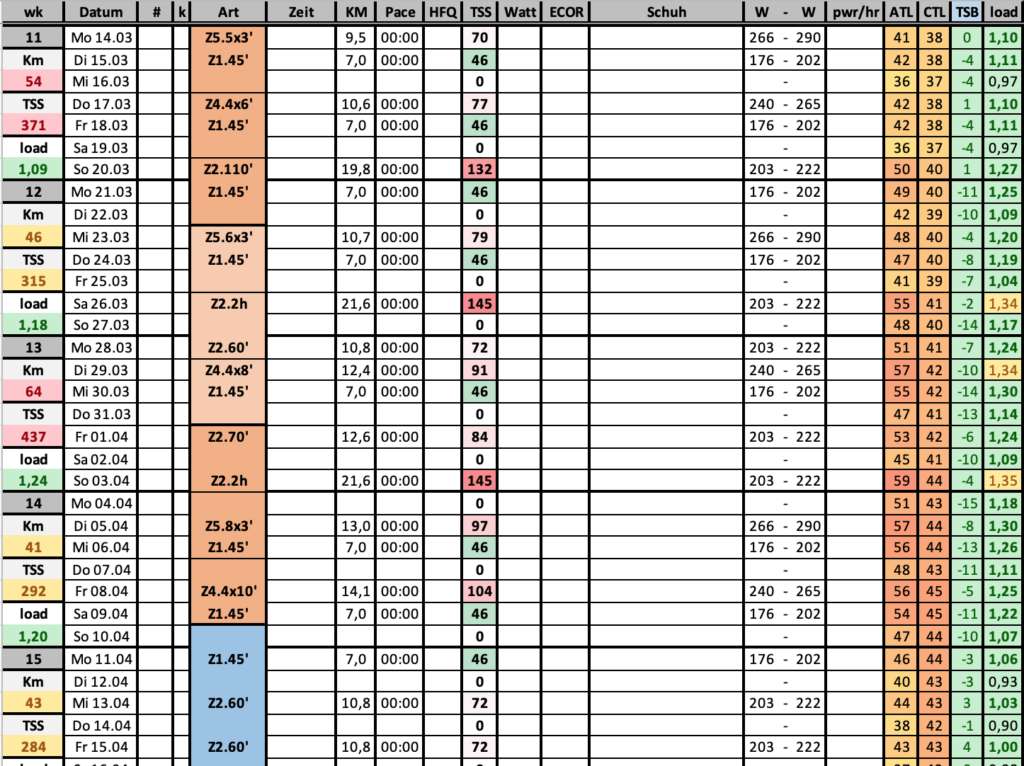 wk Datum # k Art Zeit KM Pace HFQ TSS Watt ECOR Schuh W - W pwr/hr ATL CTL TSB load
11 Mo 14.03 Z5.5x3' 9,5 00:00 70 266 - 290 41 38 0 1,10
Km Di 15.03 Z1.45' 7,0 00:00 46 176 - 202 42 38 -4 1,11
54 Mi 16.03 0 - 36 37 -4 0,97
TSS Do 17.03 Z4.4x6' 10,6 00:00 77 240 - 265 42 38 1 1,10
371 Fr 18.03 Z1.45' 7,0 00:00 46 176 - 202 42 38 -4 1,11
load Sa 19.03 0 - 36 37 -4 0,97
1,09 So 20.03 Z2.110' 19,8 00:00 132 203 - 222 50 40 1 1,27
12 Mo 21.03 Z1.45' 7,0 00:00 46 176 - 202 49 40 -11 1,25
Km Di 22.03 0 - 42 39 -10 1,09
46 Mi 23.03 Z5.6x3' 10,7 00:00 79 266 - 290 48 40 -4 1,20
TSS Do 24.03 Z1.45' 7,0 00:00 46 176 - 202 47 40 -8 1,19
315 Fr 25.03 0 - 41 39 -7 1,04
load Sa 26.03 Z2.2h 21,6 00:00 145 203 - 222 55 41 -2 1,34
1,18 So 27.03 0 - 48 40 -14 1,17
13 Mo 28.03 Z2.60' 10,8 00:00 72 203 - 222 51 41 -7 1,24
Km Di 29.03 Z4.4x8' 12,4 00:00 91 240 - 265 57 42 -10 1,34
64 Mi 30.03 Z1.45' 7,0 00:00 46 176 - 202 55 42 -14 1,30
TSS Do 31.03 0 - 47 41 -13 1,14
437 Fr 01.04 Z2.70' 12,6 00:00 84 203 - 222 53 42 -6 1,24
load Sa 02.04 0 - 45 41 -10 1,09
1,24 So 03.04 Z2.2h 21,6 00:00 145 203 - 222 59 44 -4 1,35
14 Mo 04.04 0 - 51 43 -15 1,18
Km Di 05.04 Z5.8x3' 13,0 00:00 97 266 - 290 57 44 -8 1,30
41 Mi 06.04 Z1.45' 7,0 00:00 46 176 - 202 56 44 -13 1,26
TSS Do 07.04 0 - 48 43 -11 1,11
292 Fr 08.04 Z4.4x10' 14,1 00:00 104 240 - 265 56 45 -5 1,25
load Sa 09.04 Z1.45' 7,0 00:00 46 176 - 202 54 45 -11 1,22
1,20 So 10.04 0 - 47 44 -10 1,07
15 Mo 11.04 Z1.45' 7,0 00:00 46 176 - 202 46 44 -3 1,06
Km Di 12.04 0 - 40 43 -3 0,93
43 Mi 13.04 Z2.60' 10,8 00:00 72 203 - 222 44 43 3 1,03
TSS Do 14.04 0 - 38 42 -1 0,90
284 Fr 15.04 Z2.60' 10,8 00:00 72 203 - 222 43 43 4 1,00